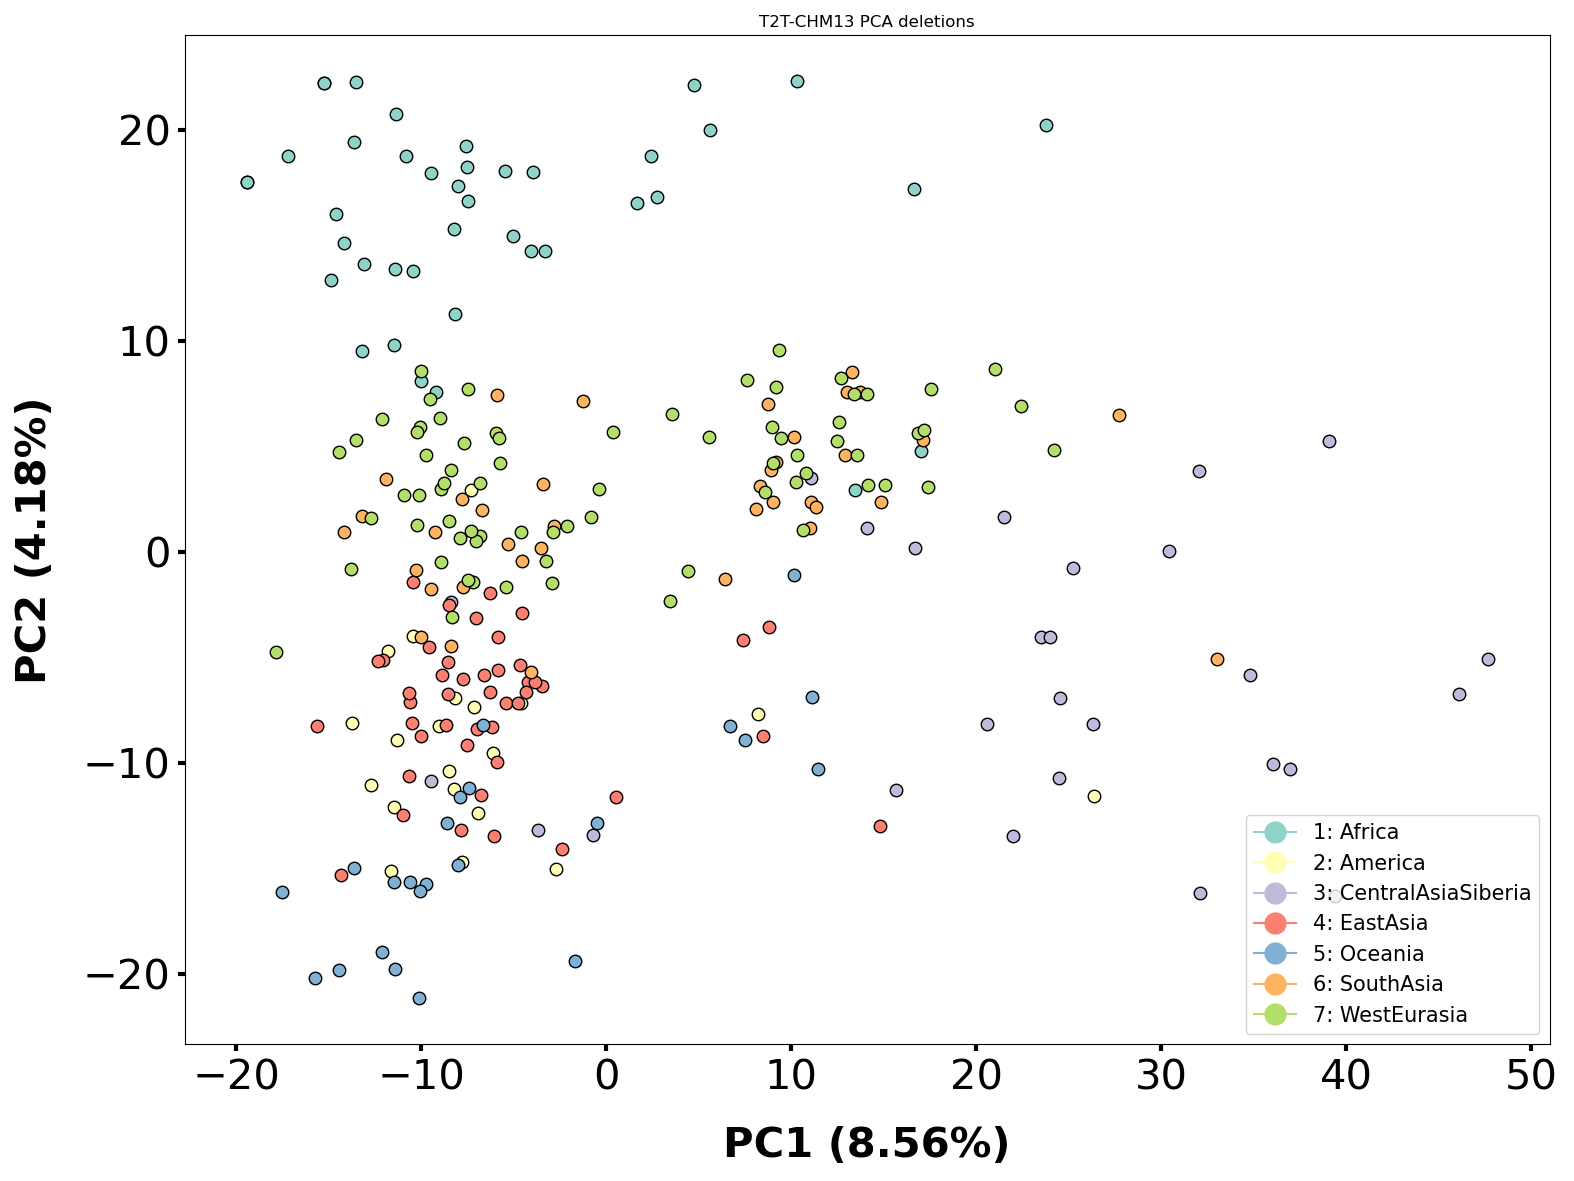 T2T-CHM13 PCA deletions
PC2 (4.18%)
20
10
0
−10
−20
1: Africa
2: America
3: CentralAsiaSiberia
4: EastAsia
5: Oceania
6: SouthAsia
7: WestEurasia
−20 −10 0 10 20 30 40 50
PC1 (8.56%)